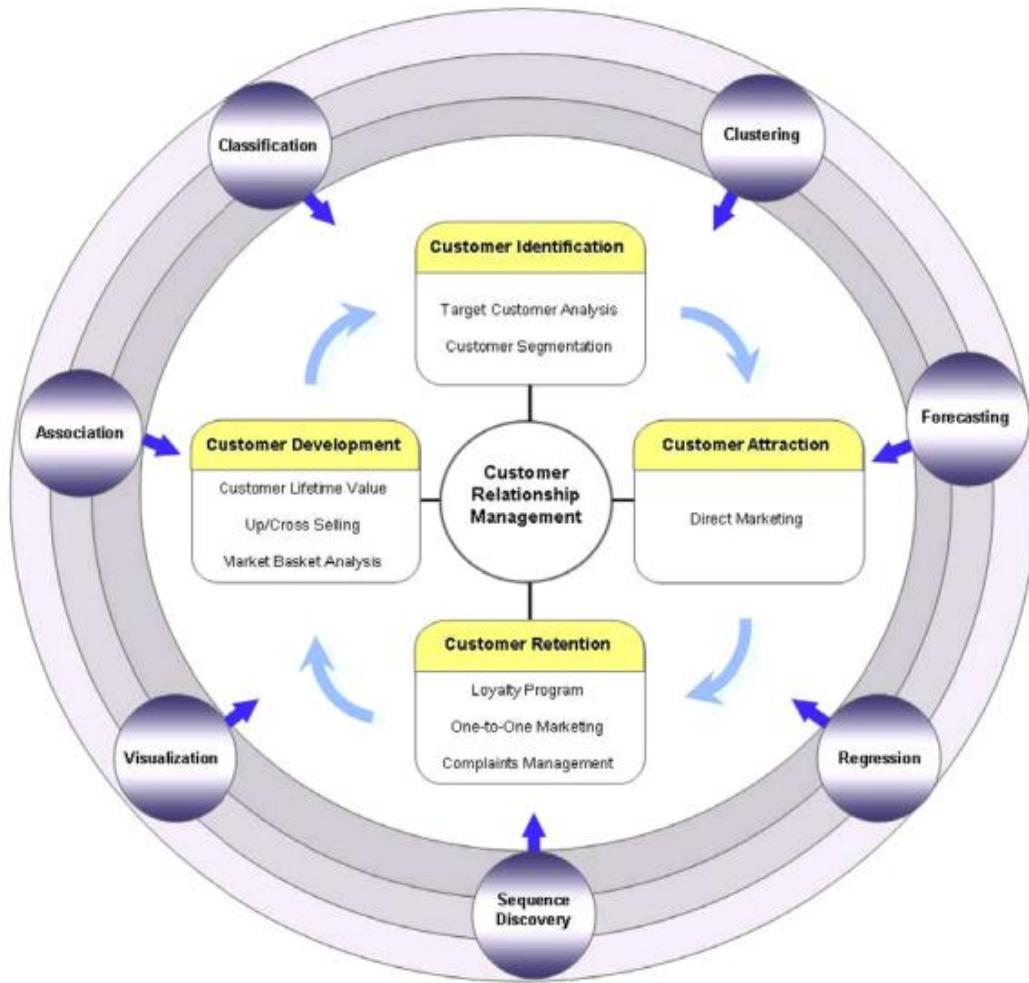 Classification
Clustering
Customer Identification
Target Customer Analysis
Customer Segmentation
Association
Forecasting
Customer Development
Customer Lifetime Value
Up/Cross Selling
Market Basket Analysis
Customer
Relationship
Management
Customer Attraction
Direct Marketing
Customer Retention
Loyalty Program
One-to-One Marketing
Complaints Management
Visualization
Regression
Sequence
Discovery